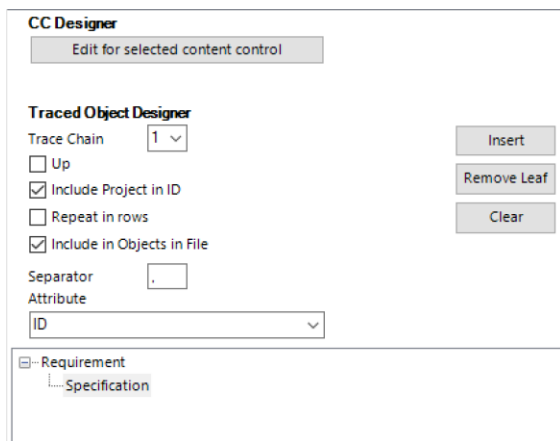 CC Designer
Edit for selected content control
Traced Object Designer
Trace Chain 1
Insert
Up
Remove Leaf
Include Project in ID
Repeat in rows
Clear
Include in Objects in File
Separator ,
Attribute
ID
Requirement
Specification